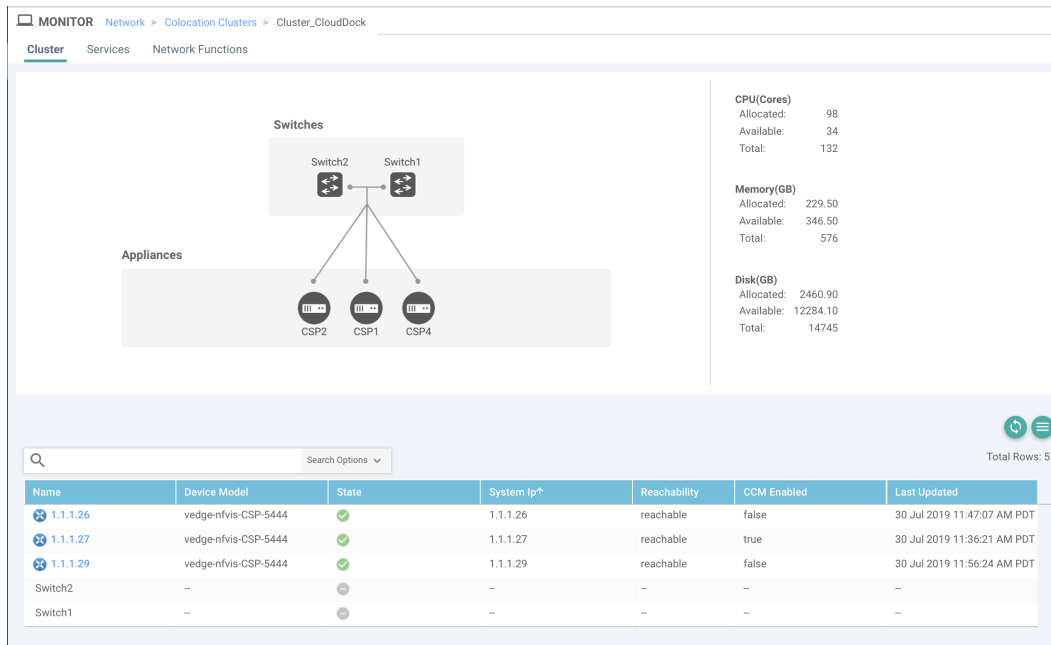 MONITOR Network > Colocation Clusters > Cluster_CloudDock
Cluster Services Network Functions
Switches
Switch2 Switch1
Appliances
CSP2 CSP1 CSP4
CPU(Cores)
Allocated: 98
Available: 34
Total: 132
Memory(GB)
Allocated: 229.50
Available: 346.50
Total: 576
Disk(GB)
Allocated: 2460.90
Available: 12284.10
Total: 14745
Search Options
Total Rows: 5
Name Device Model State System Ip↑ Reachability CCM Enabled Last Updated
1.1.1.26 vedge-nfvis-CSP-5444 1.1.1.26 reachable false 30 Jul 2019 11:47:07 AM PDT
1.1.1.27 vedge-nfvis-CSP-5444 1.1.1.27 reachable true 30 Jul 2019 11:36:21 AM PDT
1.1.1.29 vedge-nfvis-CSP-5444 1.1.1.29 reachable false 30 Jul 2019 11:56:24 AM PDT
Switch2 -- -- -- -- --
Switch1 -- -- -- -- --